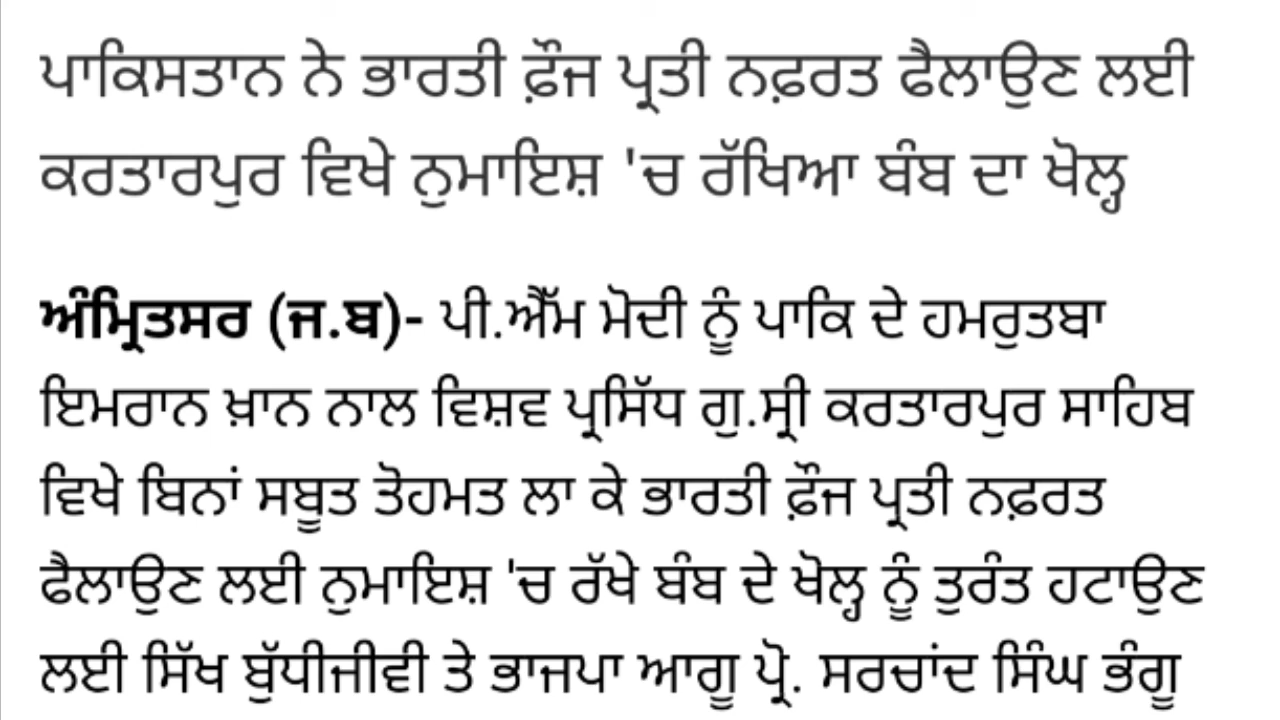 ਪਾਕਿਸਤਾਨ ਨੇ ਭਾਰਤੀ ਫ਼ੌਜ ਪ੍ਰਤੀ ਨਫ਼ਰਤ ਫੈਲਾਉਣ ਲਈ
ਕਰਤਾਰਪੁਰ ਵਿਖੇ ਨੁਮਾਇਸ਼ 'ਚ ਰੱਖਿਆ ਬੰਬ ਦਾ ਖੋਲ੍ਹ
ਅੰਮ੍ਰਿਤਸਰ (ਜ.ਬ)- ਪੀ.ਐੱਮ ਮੋਦੀ ਨੂੰ ਪਾਕਿ ਦੇ ਹਮਰੁਤਬਾ
ਇਮਰਾਨ ਖ਼ਾਨ ਨਾਲ ਵਿਸ਼ਵ ਪ੍ਰਸਿੱਧ ਗੁ.ਸ੍ਰੀ ਕਰਤਾਰਪੁਰ ਸਾਹਿਬ
ਵਿਖੇ ਬਿਨਾਂ ਸਬੂਤ ਤੋਹਮਤ ਲਾ ਕੇ ਭਾਰਤੀ ਫ਼ੌਜ ਪ੍ਰਤੀ ਨਫ਼ਰਤ
ਫੈਲਾਉਣ ਲਈ ਨੁਮਾਇਸ਼ 'ਚ ਰੱਖੇ ਬੰਬ ਦੇ ਖੋਲ੍ਹ ਨੂੰ ਤੁਰੰਤ ਹਟਾਉਣ
ਲਈ ਸਿੱਖ ਬੁੱਧੀਜੀਵੀ ਤੇ ਭਾਜਪਾ ਆਗੂ ਪ੍ਰੋ. ਸਰਚਾਂਦ ਸਿੰਘ ਭੰਗੂ